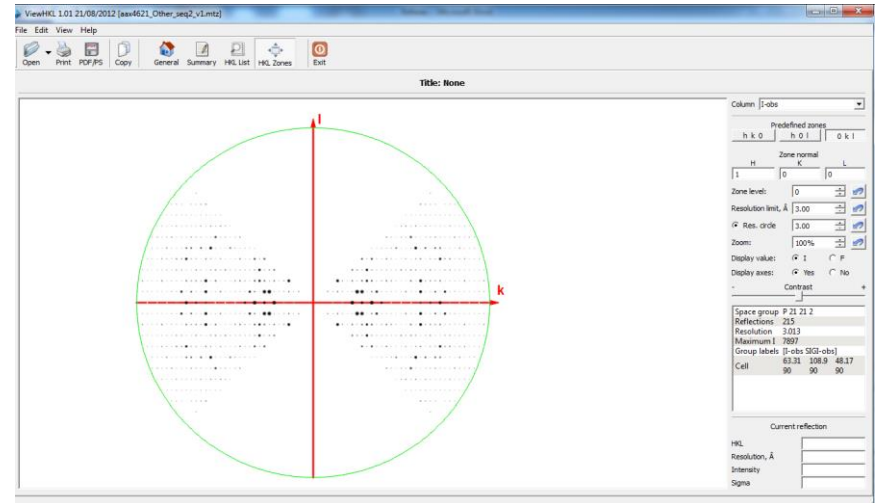 ViewHKL 1.01 21/08/2012 [aax4621_Other_seq2_v1.mtz]
File Edit View Help
Open Print PDF/PS Copy General Summary HKL List HKL Zones Exit
Title: None
l
k
Column I-obs
Predefined zones
h k 0 h 0 l 0 k l
Zone normal
H K L
1 0 0
Zone level: 0
Resolution limit, Å 3.00
Res. circle 3.00
Zoom: 100%
Display value: I F
Display axes: Yes No
- Contrast +
Space group P 21 21 2
Reflections 215
Resolution 3.013
Maximum I 7897
Group labels [I-obs SIGI-obs]
Cell 63.31 108.9 48.17
90 90 90
Current reflection
HKL
Resolution, Å
Intensity
Sigma